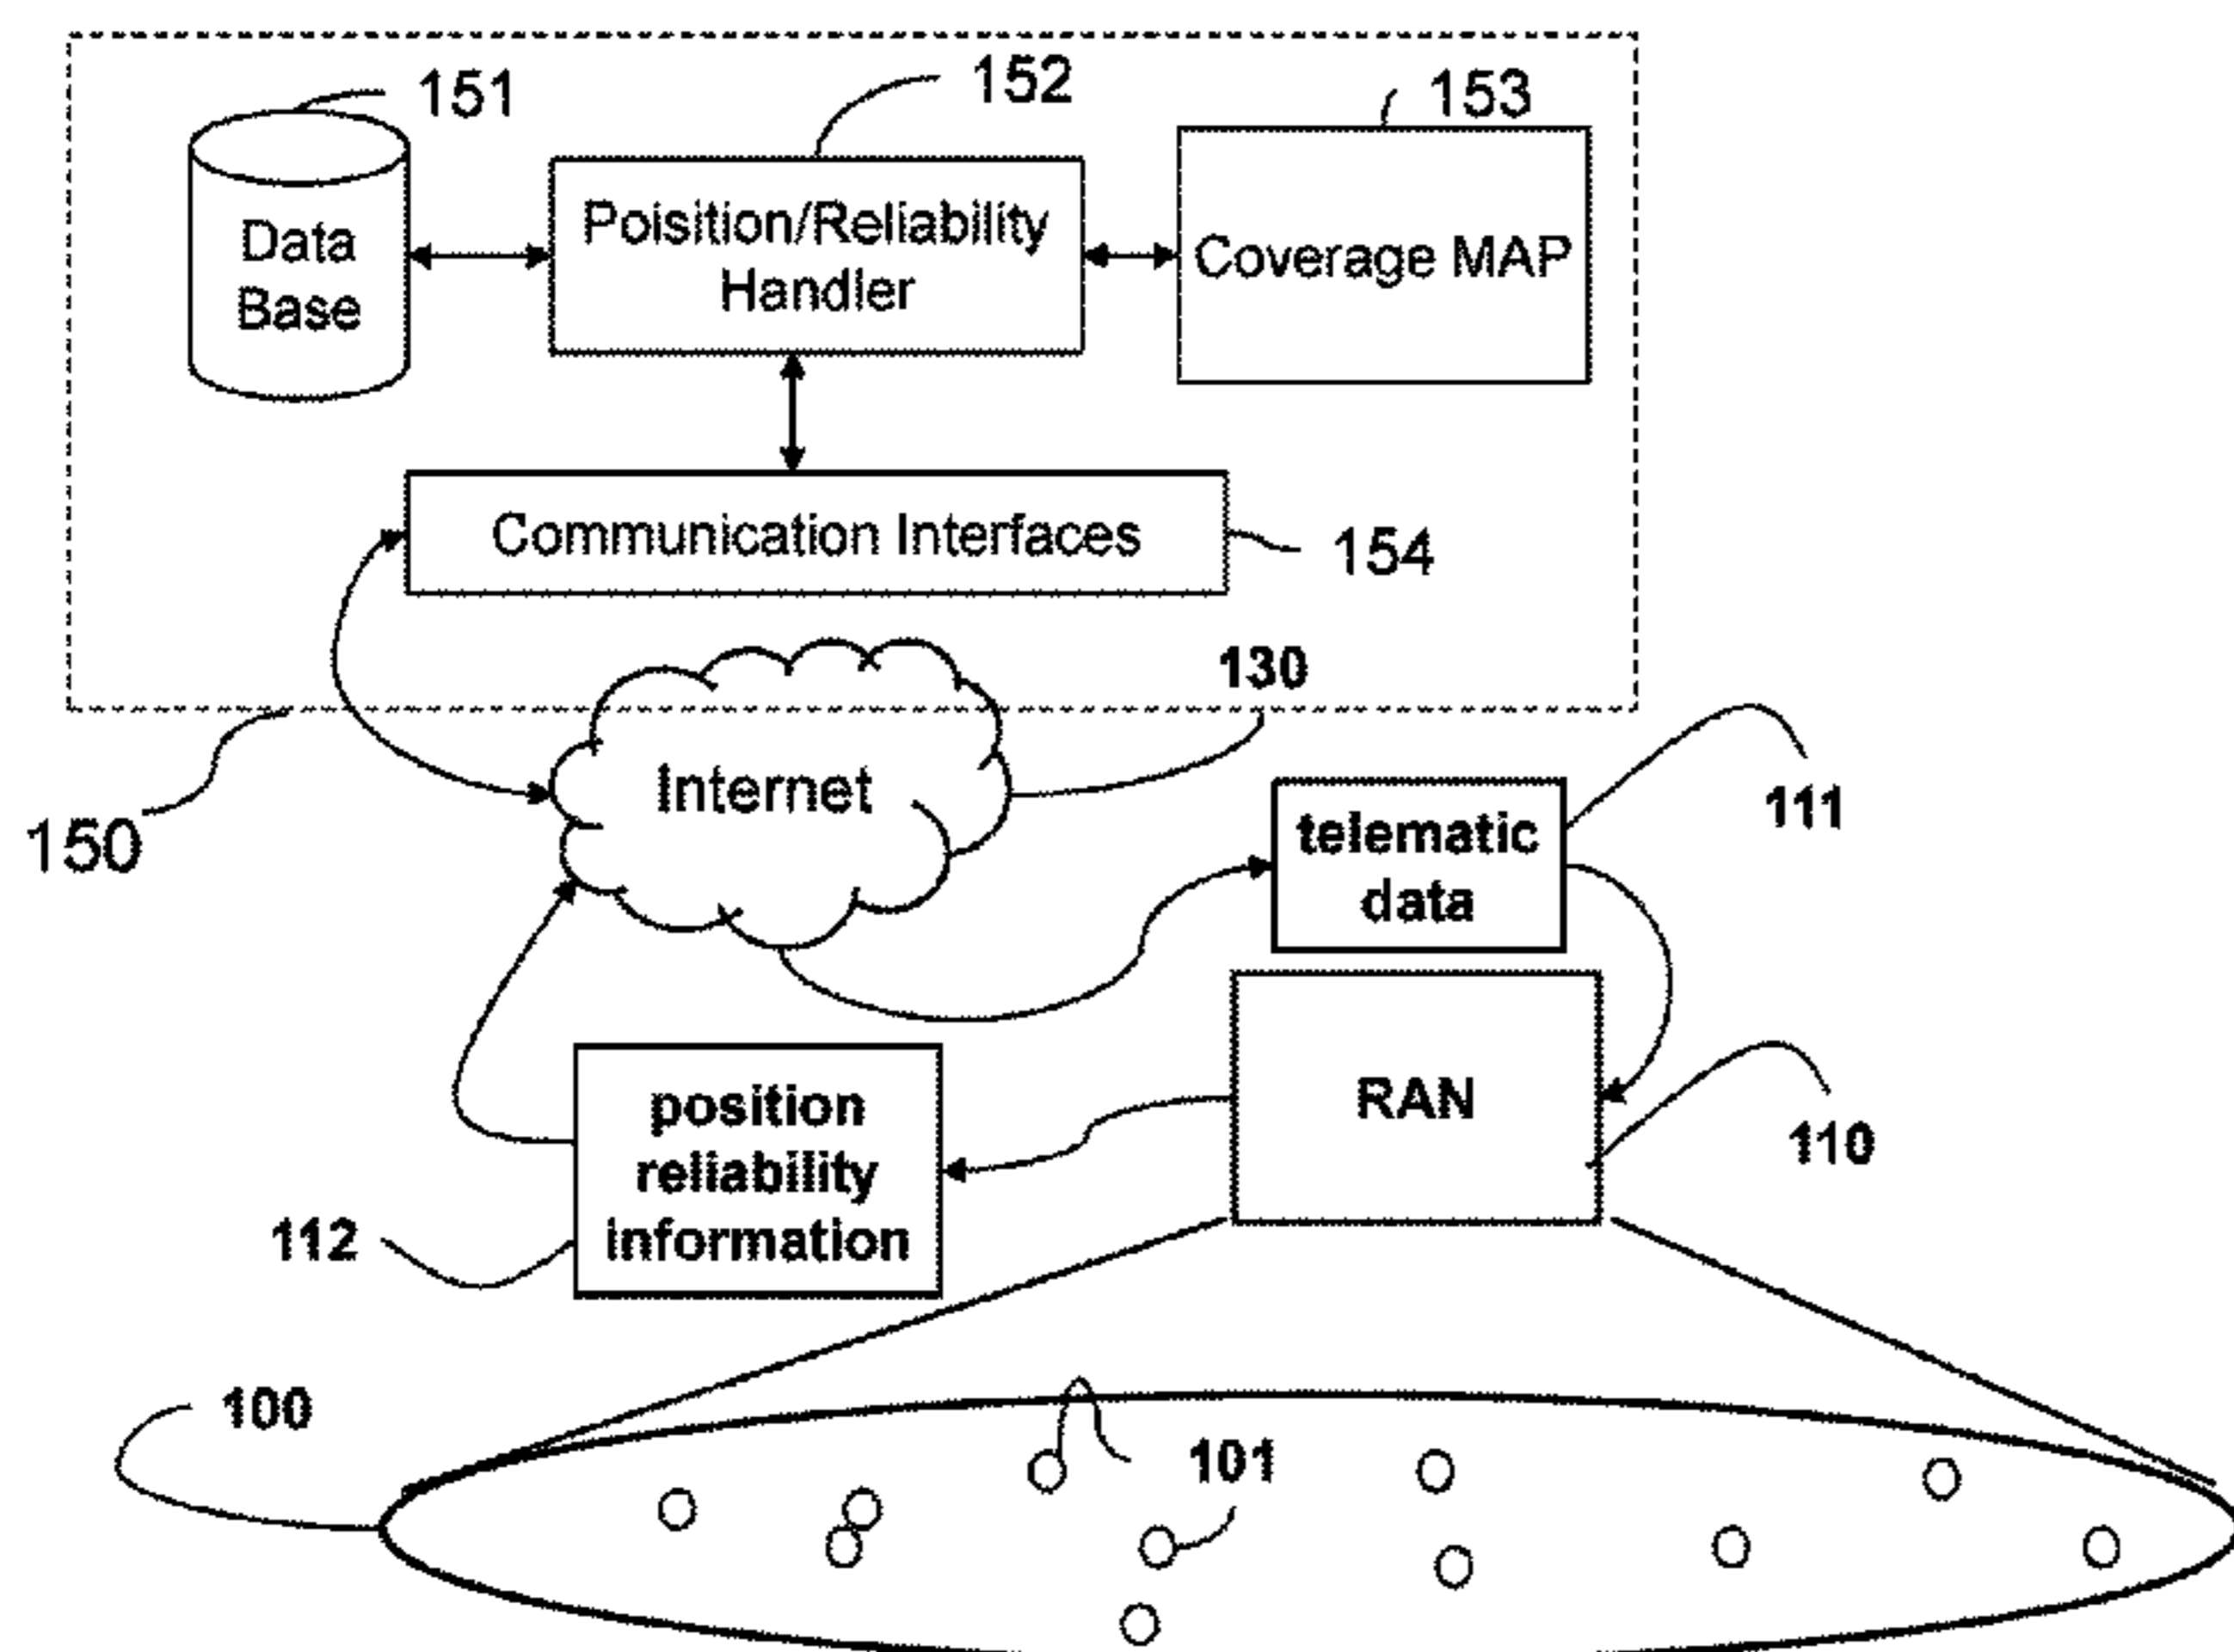 151
152
153
Data
Base
Poisition/Reliability
Handler
Coverage MAP
Communication Interfaces
154
130
Internet
150
telematic
data
111
position
reliability
information
RAN
110
112
100
101